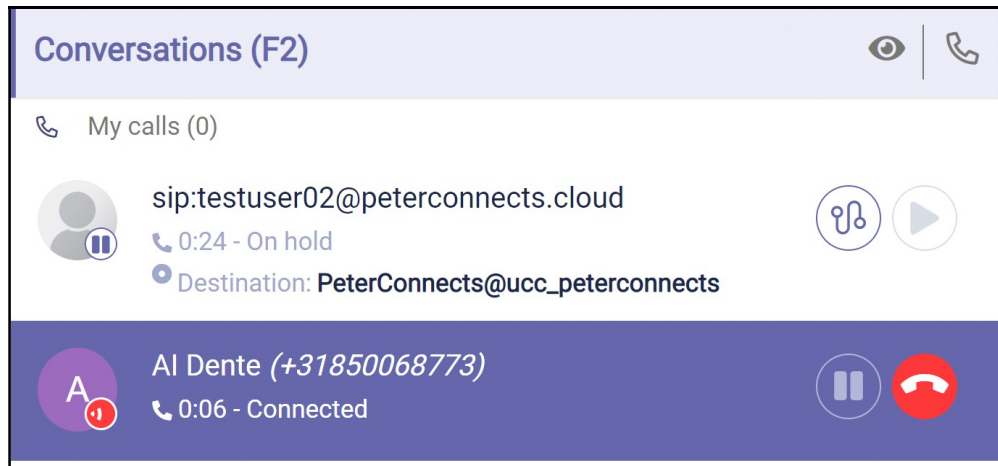 Conversations (F2)
My calls (0)
sip:testuser02@peterconnects.cloud
0:24 - On hold
Destination: PeterConnects@ucc_peterconnects
A
Al Dente (+31850068773)
0:06 - Connected